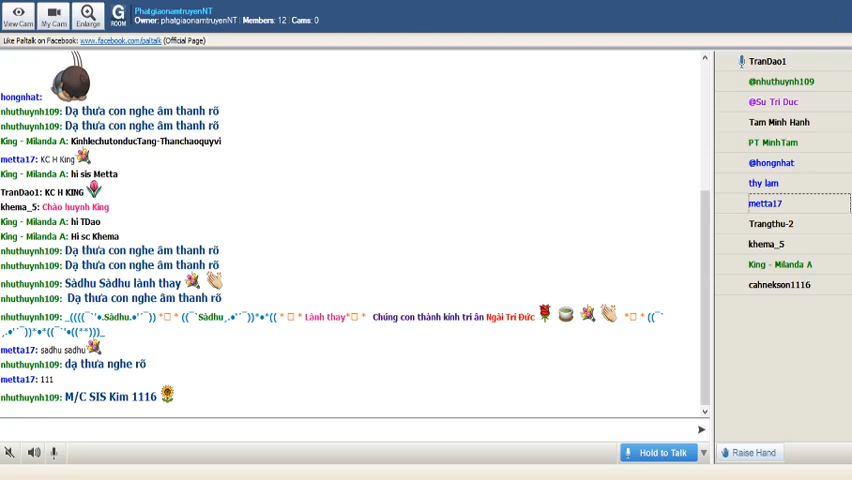 PhatgiaonamtruyenNT
Owner: phatgiaonamtruyenNT | Members: 12 | Cams: 0
View Cam
My Cam
Enlarge
G ROOM
Like Paltalk on Facebook: www.facebook.com/paltalk (Official Page)
hongnhat:
nhuthuynh109: Dạ thưa con nghe âm thanh rõ
nhuthuynh109: Dạ thưa con nghe âm thanh rõ
King - Milanda A: KinhlechutonducTang-Thanchaoquyvi
metta17: KC H King
King - Milanda A: hi sis Metta
TranDao1: KC H KING
khema_5: Chào huynh King
King - Milanda A: hi TDao
King - Milanda A: Hi sc Khema
nhuthuynh109: Dạ thưa con nghe âm thanh rõ
nhuthuynh109: Dạ thưa con nghe âm thanh rõ
nhuthuynh109: Sàdhu Sàdhu lành thay
nhuthuynh109: Dạ thưa con nghe âm thanh rõ
nhuthuynh109: Sàdhu Sàdhu Lành thay Chúng con thành kính tri ân Ngài Trí Đức
metta17: sadhu sadhu
nhuthuynh109: dạ thưa nghe rõ
metta17: 111
nhuthuynh109: M/C SIS Kim 1116
Hold to Talk
TranDao1
@nhuthuynh109
@Su Tri Duc
Tam Minh Hanh
PT MinhTam
@hongnhat
thy lam
metta17
Trangthu-2
khema_5
King - Milanda A
cahnekson1116
Raise Hand